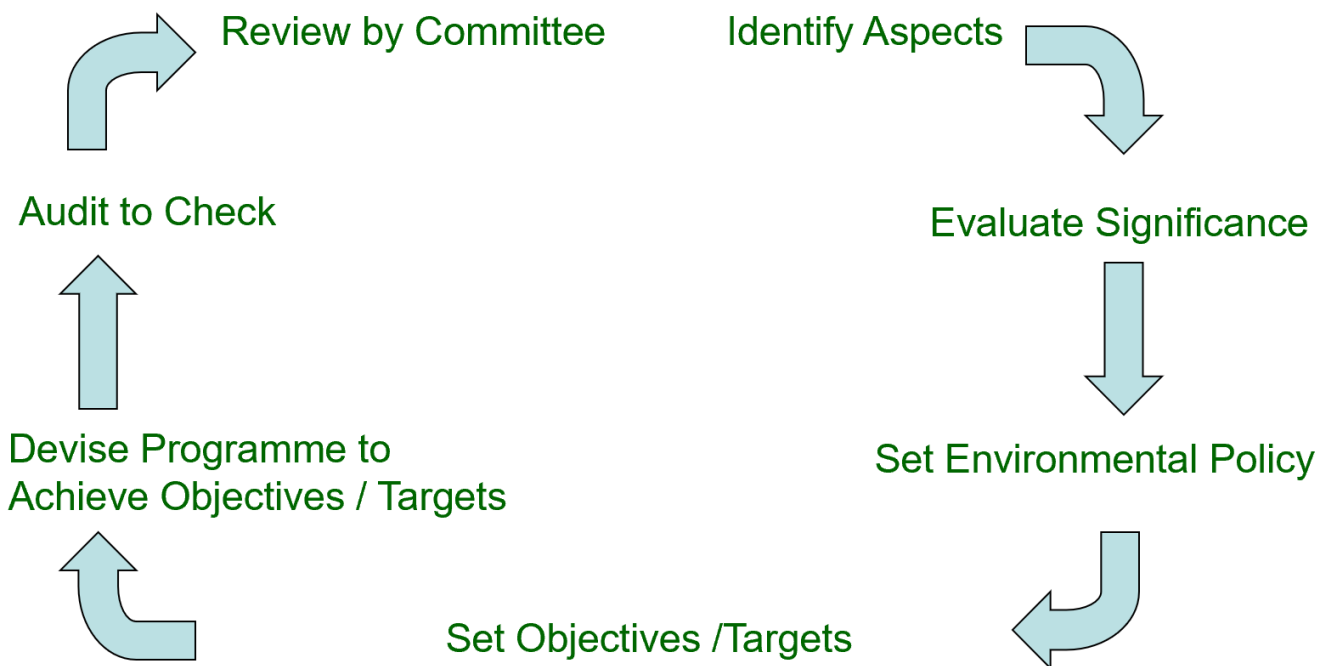 Review by Committee
Identify Aspects
Evaluate Significance
Set Environmental Policy
Set Objectives /Targets
Devise Programme to
Achieve Objectives / Targets
Audit to Check